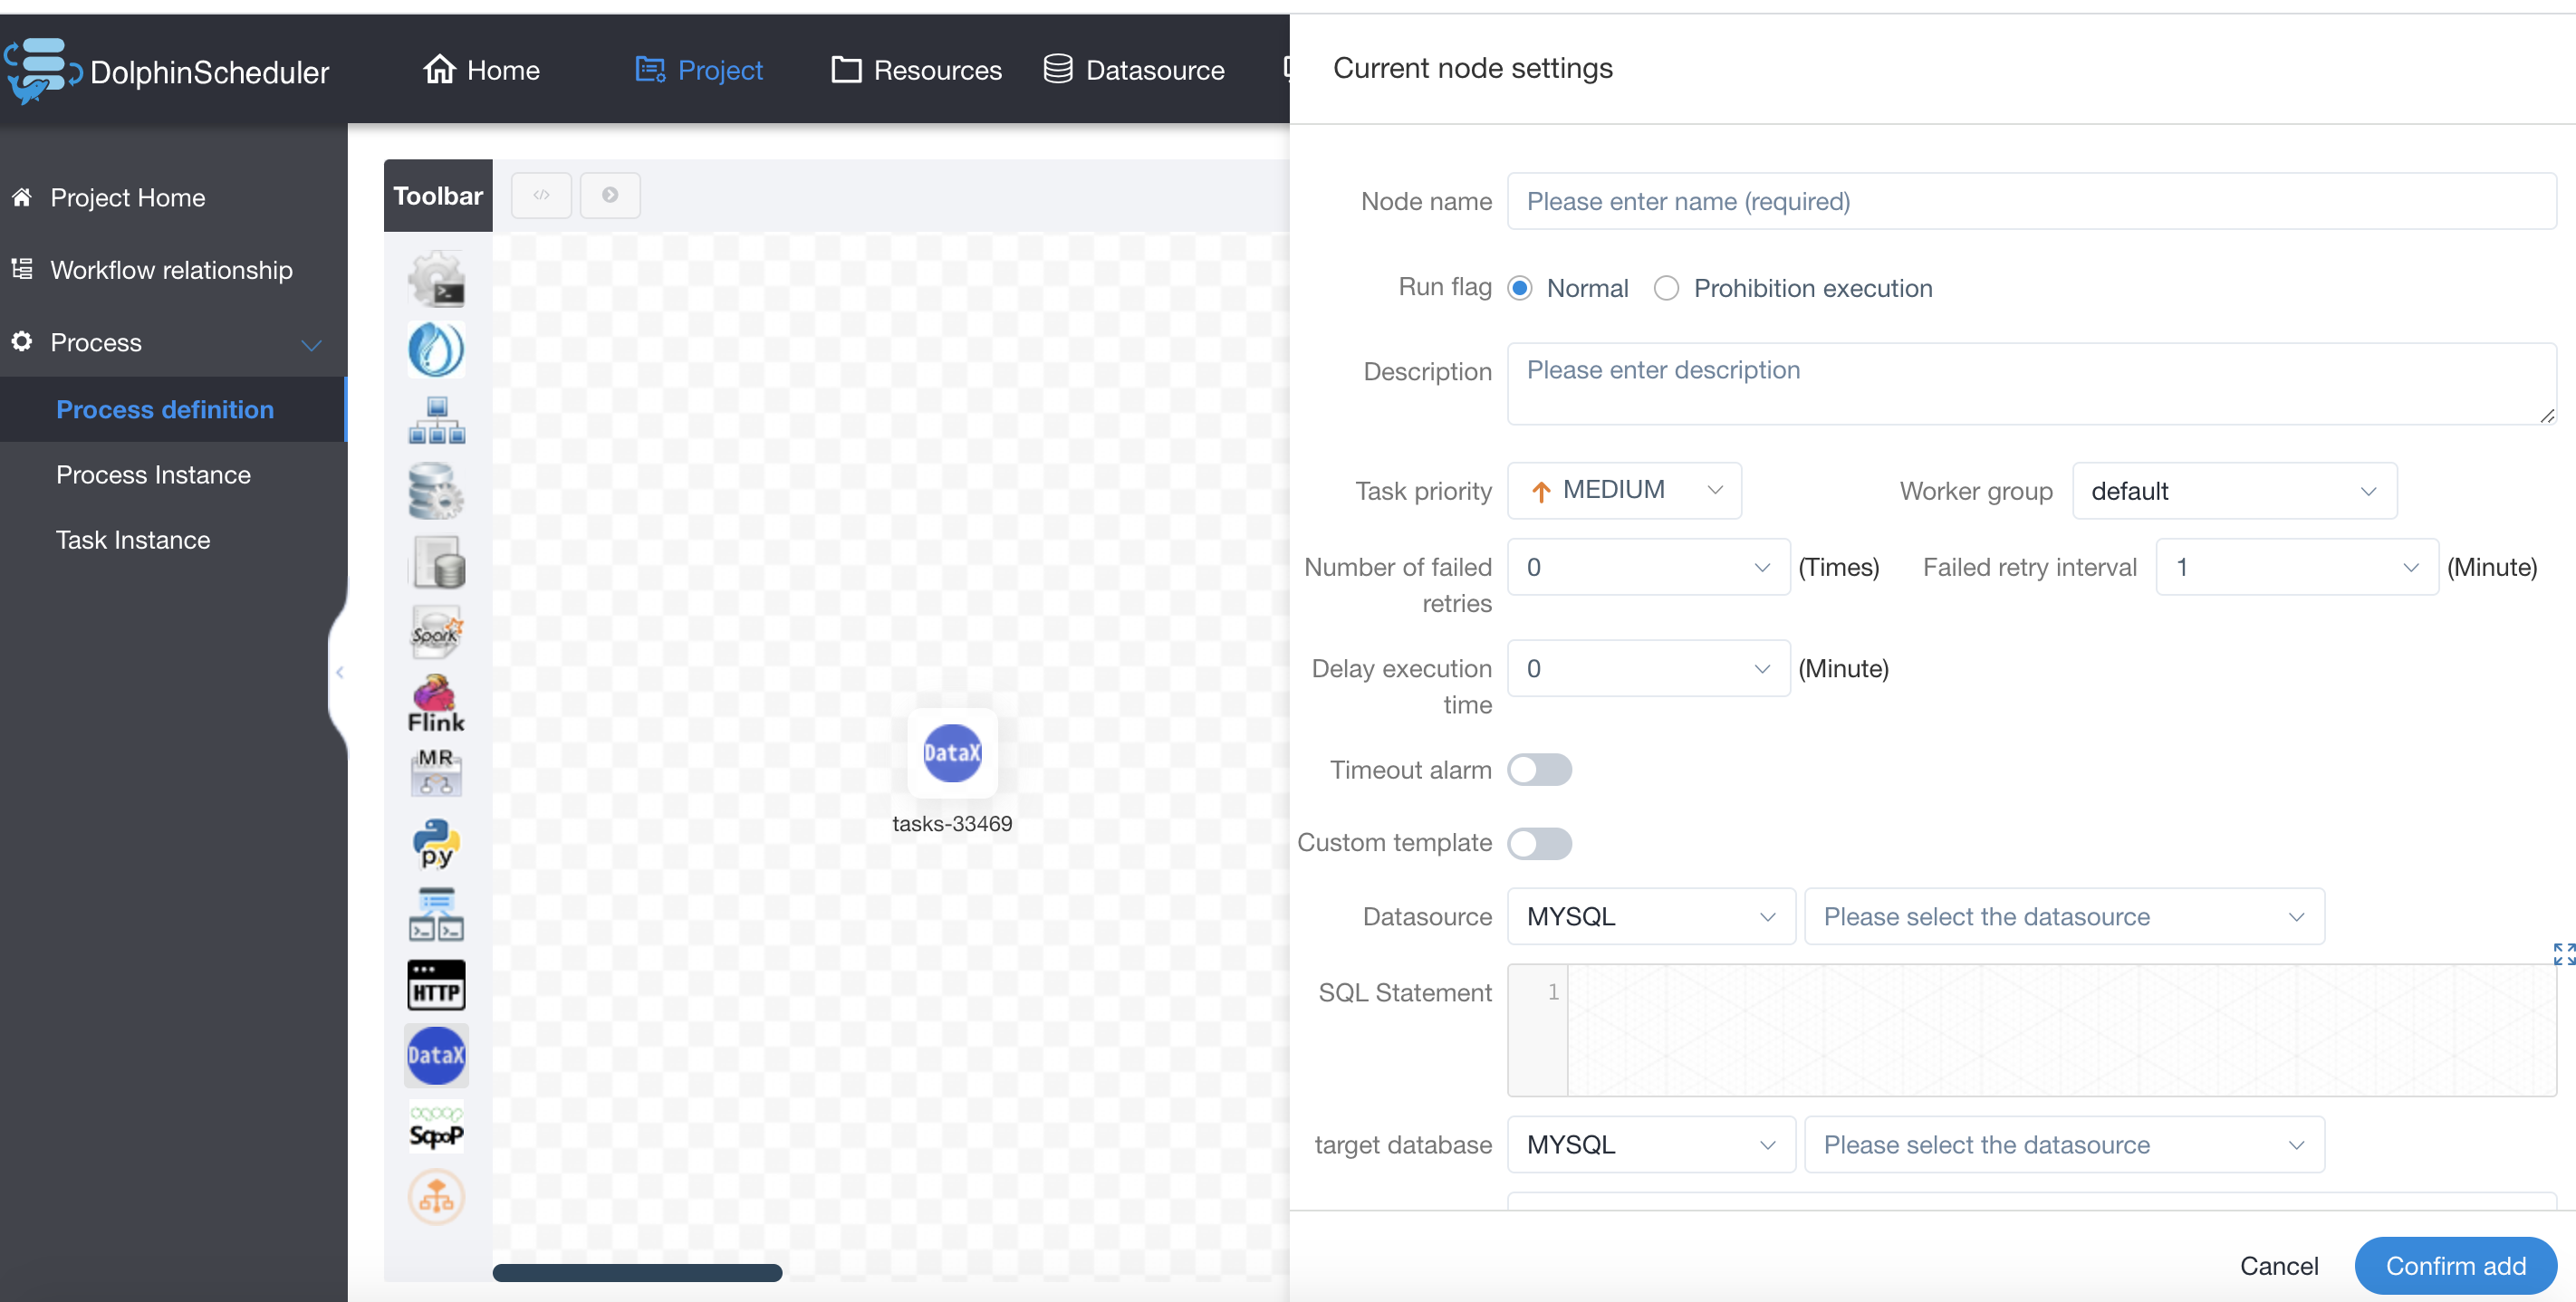 DolphinScheduler
Home
Project
Resources
Datasource
Current node settings
Project Home
Workflow relationship
Process
Process definition
Process Instance
Task Instance
Toolbar
Spark
Flink
MR
py
HTTP
DataX
sqoop
SqooP
DataX
tasks-33469
Node name
Please enter name (required)
Run flag
Normal
Prohibition execution
Description
Please enter description
Task priority
MEDIUM
Worker group
default
Number of failed
retries
0
(Times)
Failed retry interval
1
(Minute)
Delay execution
time
0
(Minute)
Timeout alarm
Custom template
Datasource
MYSQL
Please select the datasource
SQL Statement
1
target database
MYSQL
Please select the datasource
Cancel
Confirm add